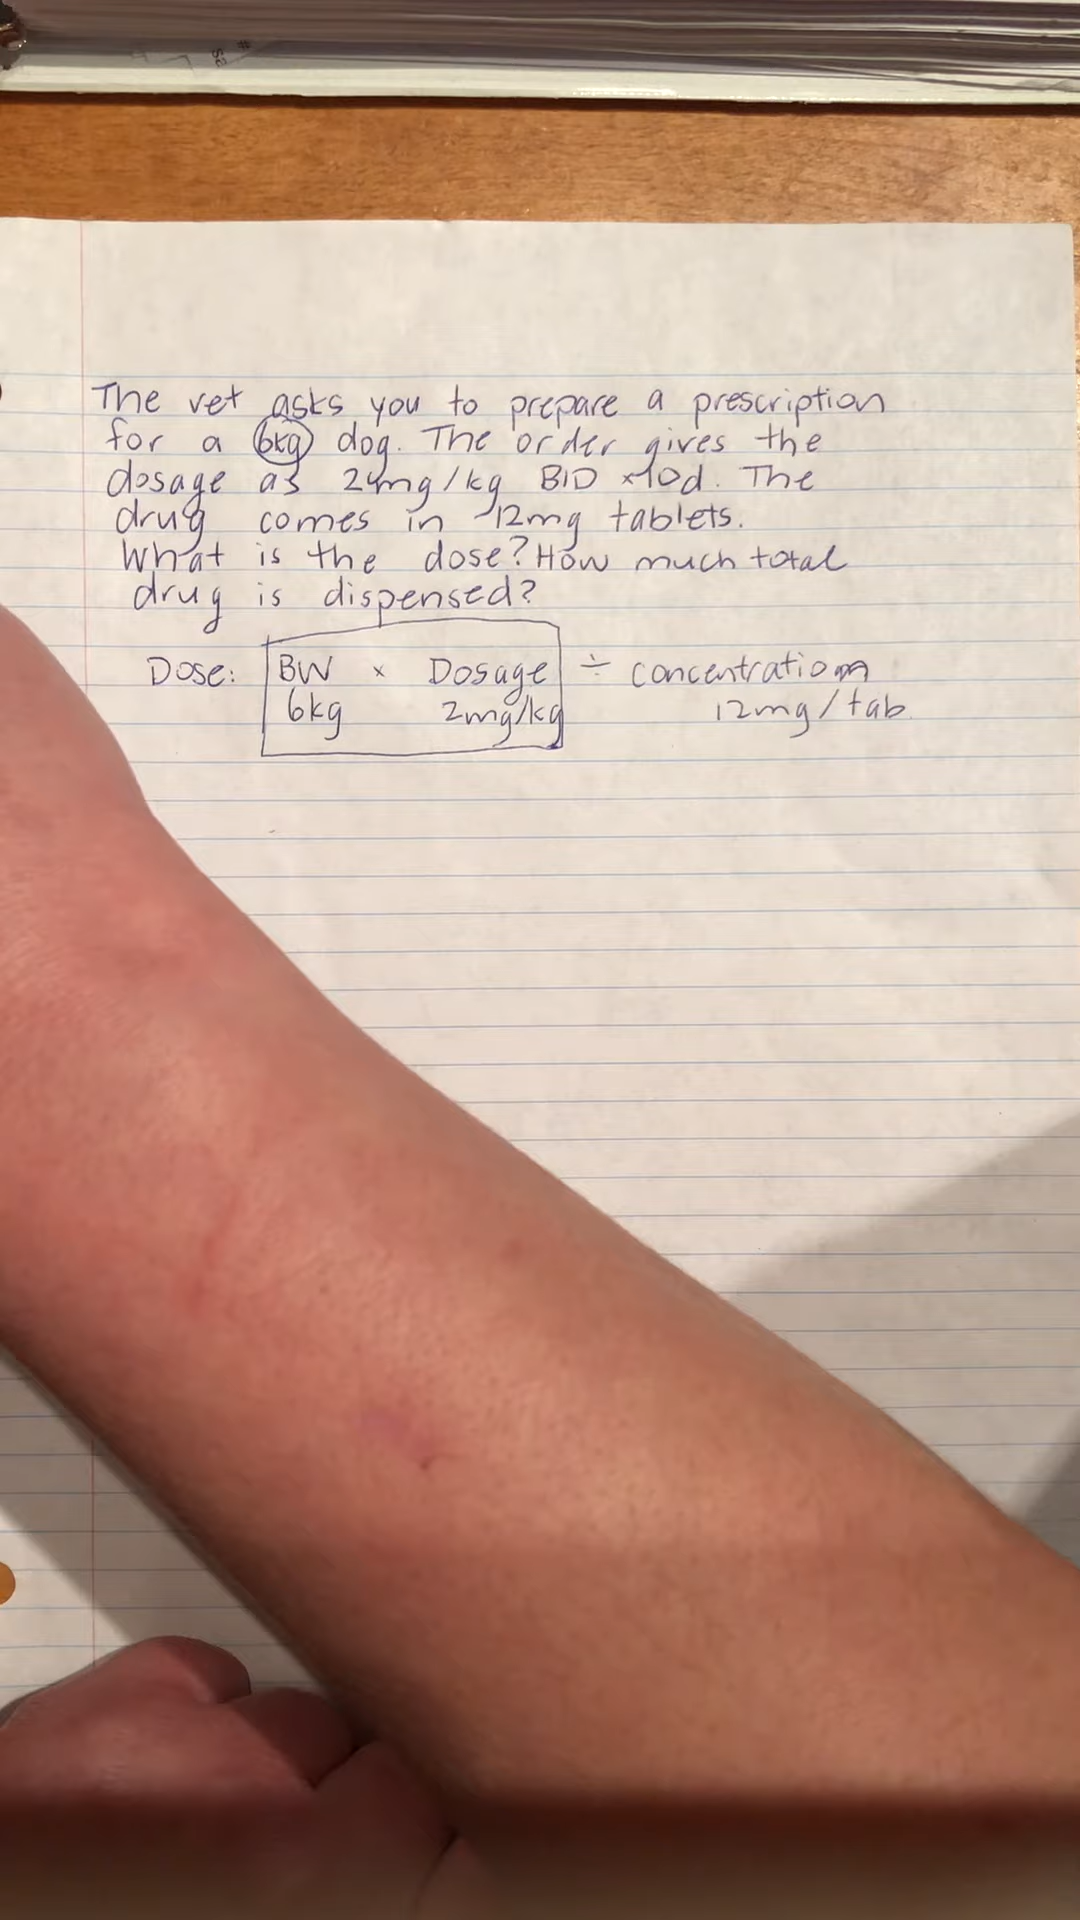 The vet asks you to prepare a prescription
for a 6kg dog. The order gives the
dosage as 2mg/kg BID x10d. The
drug comes in 12mg tablets.
What is the dose? How much total
drug is dispensed?
Dose: BW x Dosage ÷ concentration
6kg 2mg/kg 12mg/tab